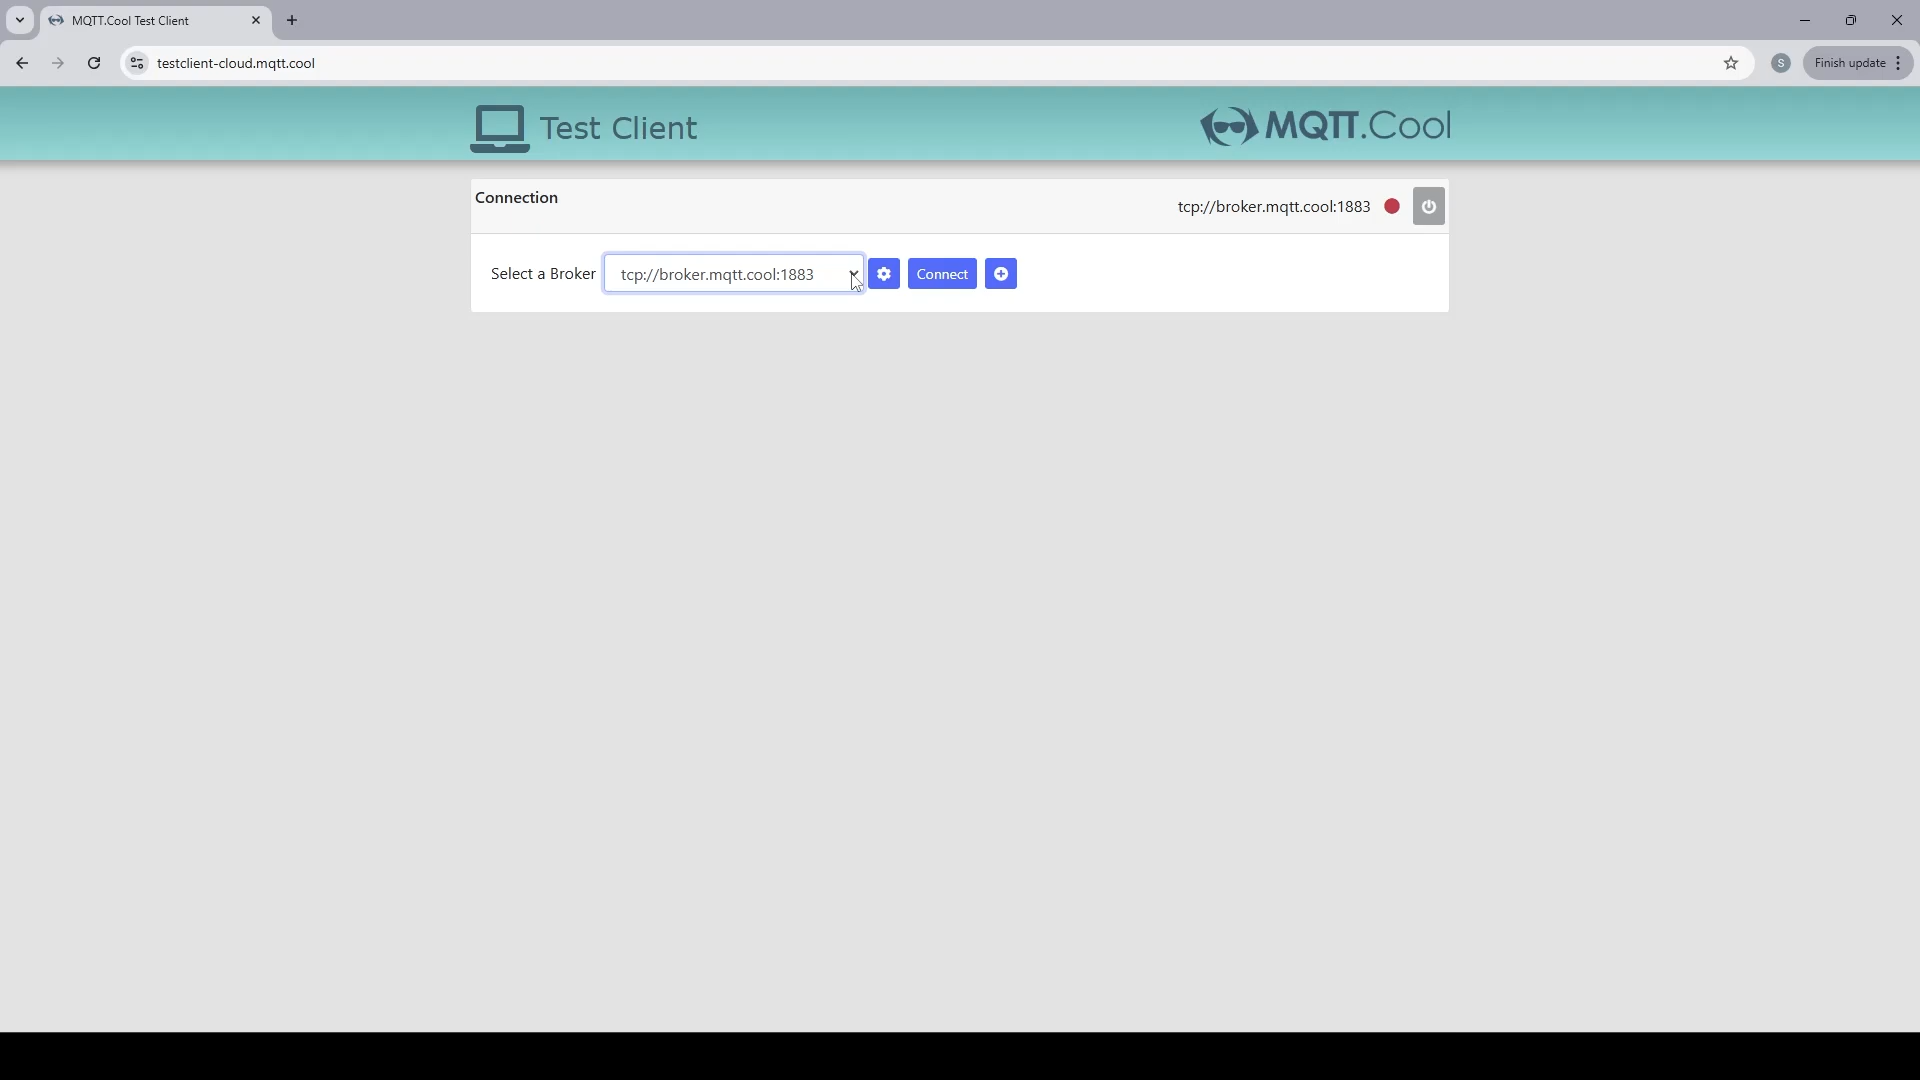 MQTT.Cool Test Client
testclient-cloud.mqtt.cool
S
Finish update
Test Client
MQTT.Cool
Connection
tcp://broker.mqtt.cool:1883
Select a Broker
tcp://broker.mqtt.cool:1883
Connect